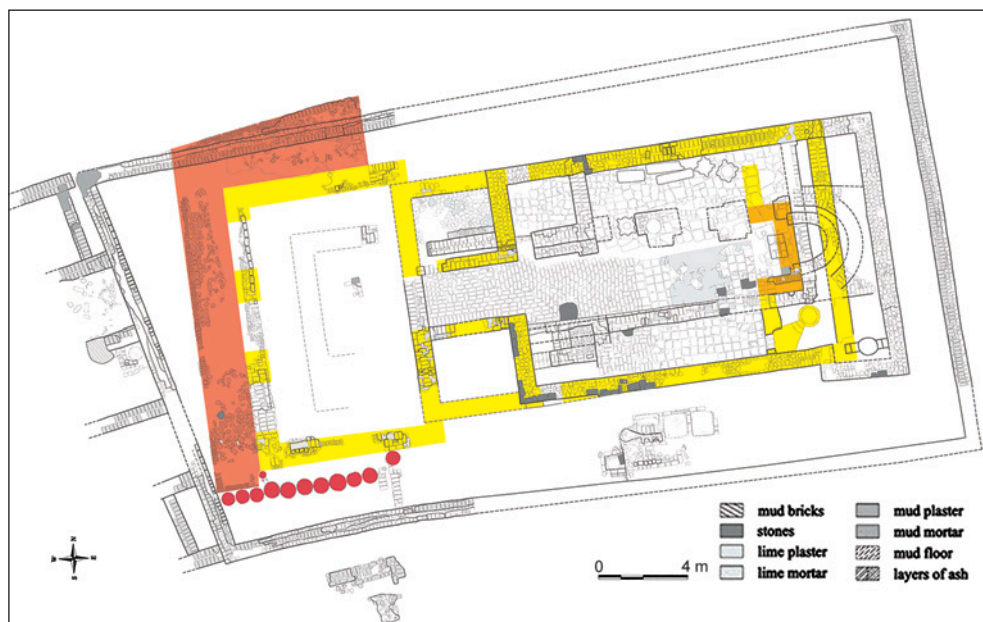 N
W E
S
0 4 m
mud bricks
stones
lime plaster
lime mortar
mud plaster
mud mortar
mud floor
layers of ash